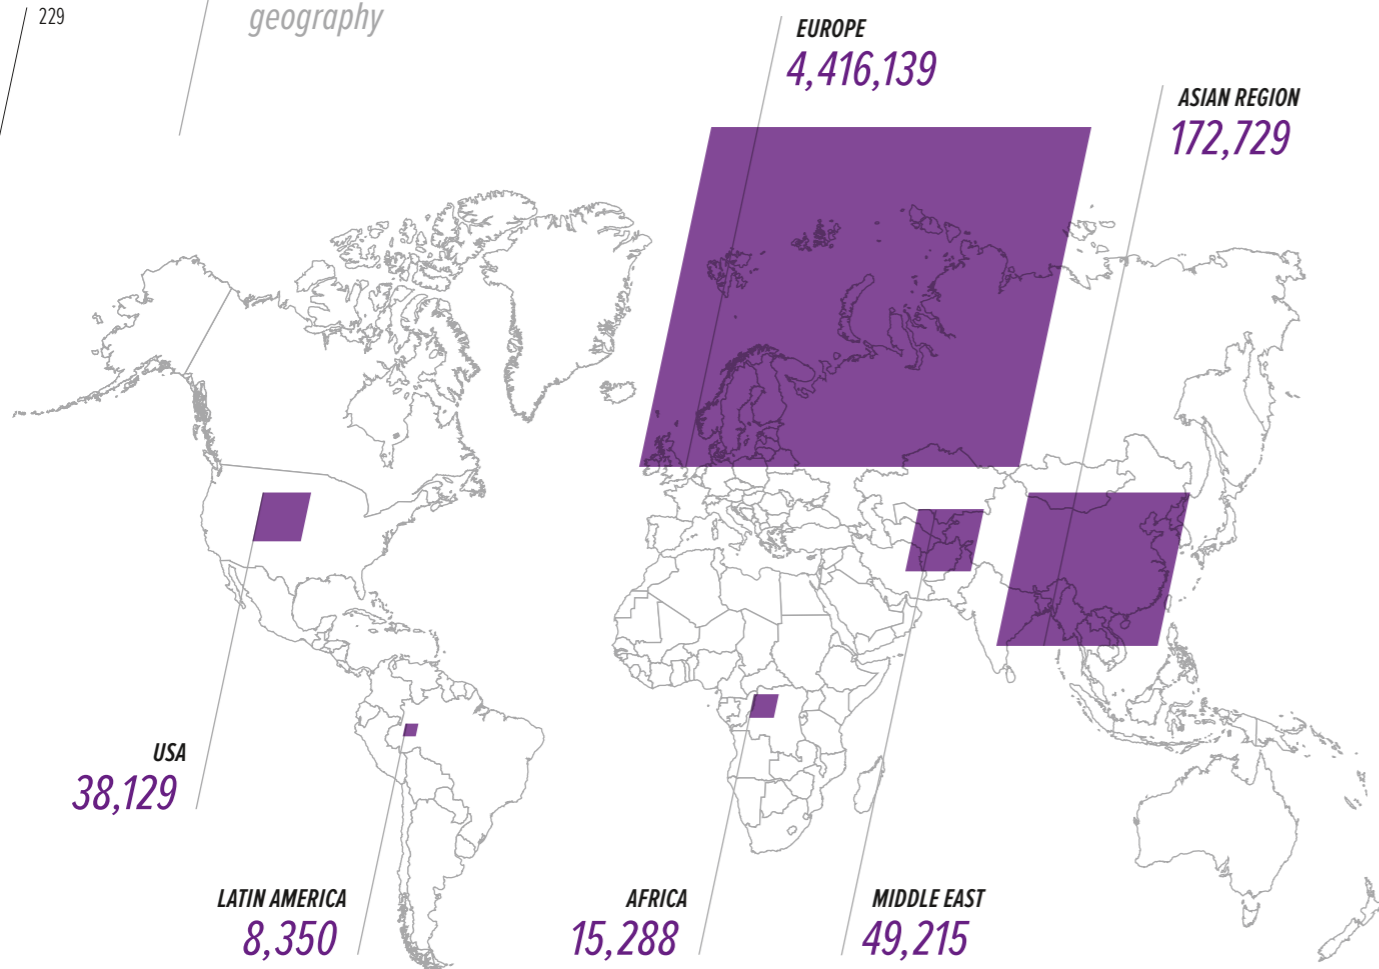 229
geography
EUROPE
4,416,139
ASIAN REGION
172,729
USA
38,129
LATIN AMERICA
8,350
AFRICA
15,288
MIDDLE EAST
49,215